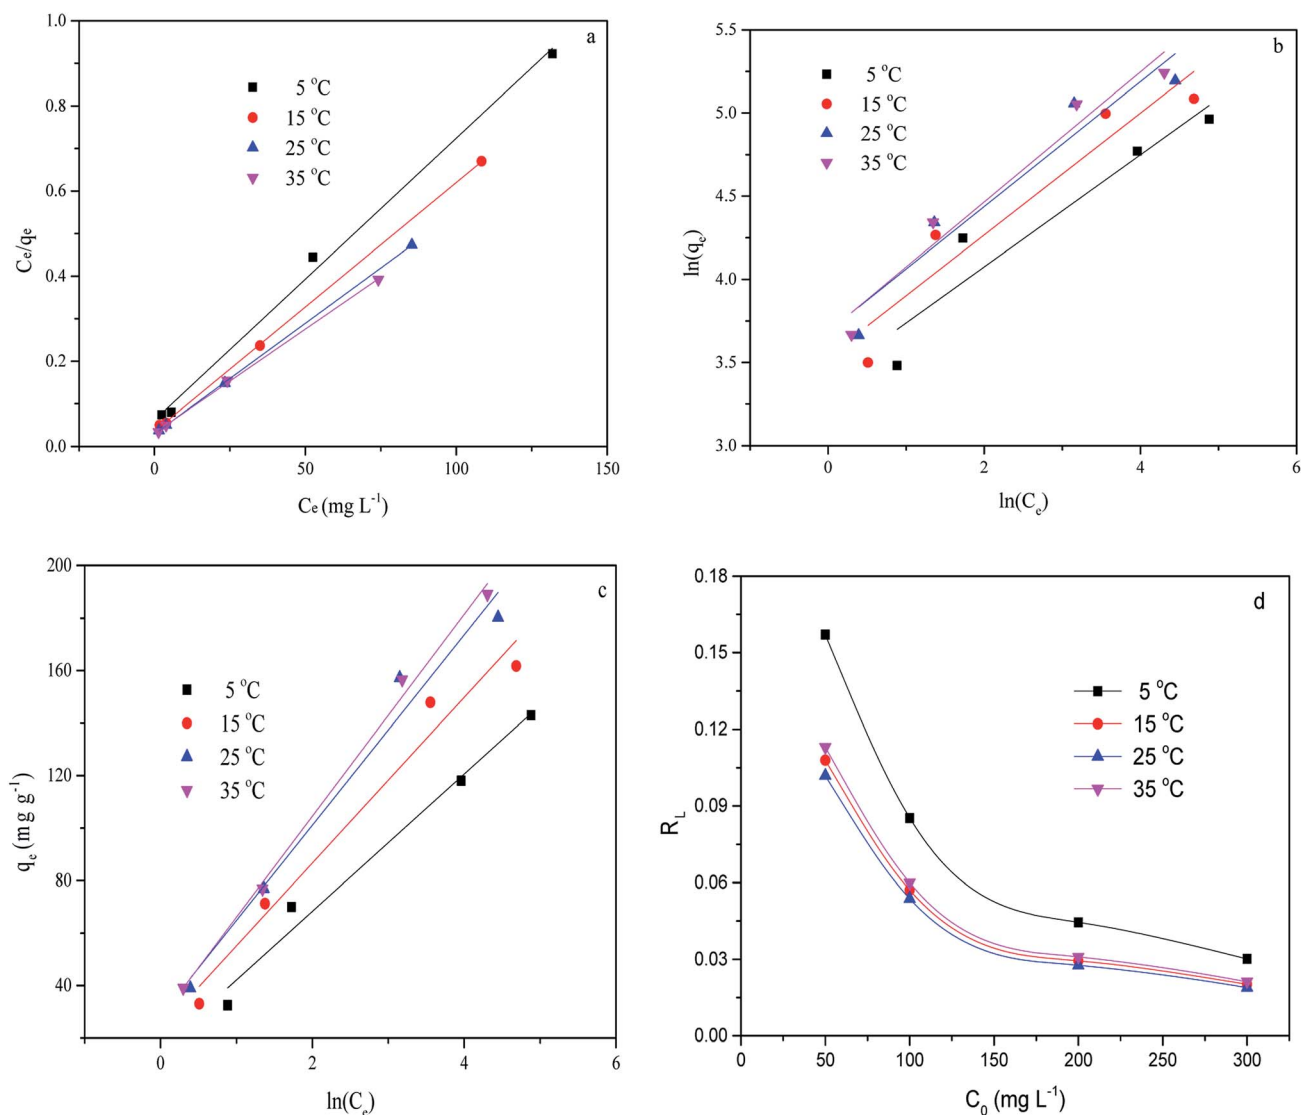 a
1.0
0.8
0.6
0.4
0.2
0.0
Ce/qe
5 °C
15 °C
25 °C
35 °C
0 50 100 150
Ce (mg L⁻¹)
b
5.5
5.0
4.5
4.0
3.5
3.0
ln(qₑ)
5 °C
15 °C
25 °C
35 °C
0 2 4 6
ln(Cₑ)
c
200
160
120
80
40
qₑ (mg g⁻¹)
5 °C
15 °C
25 °C
35 °C
0 2 4 6
ln(Cₑ)
d
0.18
0.15
0.12
0.09
0.06
0.03
0.00
R_L
5 °C
15 °C
25 °C
35 °C
0 50 100 150 200 250 300
C₀ (mg L⁻¹)